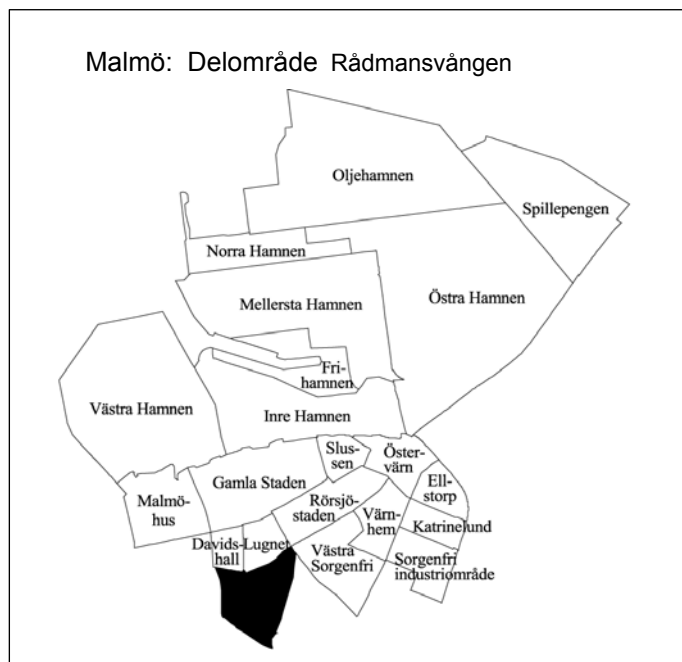 Malmö: Delområde Rådmansvången
Oljehamnen
Spillepengen
Norra Hamnen
Mellersta Hamnen
Östra Hamnen
Fri-
hamnen
Västra Hamnen
Inre Hamnen
Slus-
sen
Öster-
värn
Gamla Staden
Ell-
storp
Malmö-
hus
Rörsjö-
staden
Värn-
hem
Katrinelund
Davids-
hall
Lugnet
Västra
Sorgenfri
Sorgenfri
industriområde